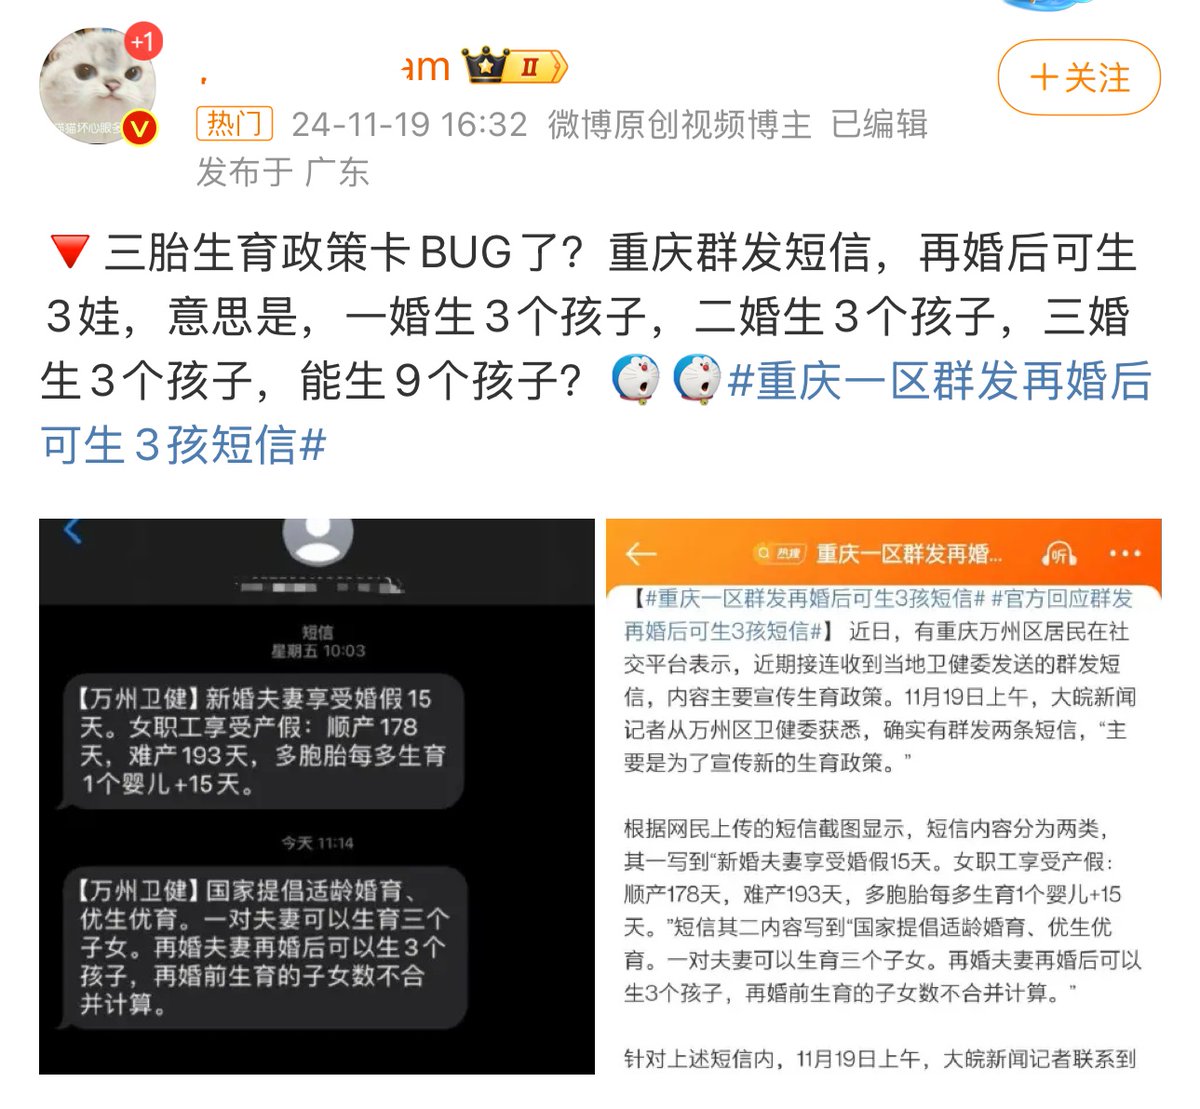 +1
am II
+关注
热门 24-11-19 16:32 微博原创视频博主 已编辑
发布于 广东
🔻三胎生育政策卡BUG了？重庆群发短信，再婚后可生
3娃，意思是，一婚生3个孩子，二婚生3个孩子，三婚
生3个孩子，能生9个孩子？#重庆一区群发再婚后
可生3孩短信#
短信
星期五 10:03
【万州卫健】新婚夫妻享受婚假15
天。女职工享受产假：顺产178
天，难产193天，多胞胎每多生育
1个婴儿+15天。
今天 11:14
【万州卫健】国家提倡适龄婚育、
优生优育。一对夫妻可以生育三个
子女。再婚夫妻再婚后可以生3个
孩子，再婚前生育的子女数不合
并计算。
热搜 重庆一区群发再婚... 听
【#重庆一区群发再婚后可生3孩短信# #官方回应群发
再婚后可生3孩短信#】近日，有重庆万州区居民在社
交平台表示，近期接连收到当地卫健委发送的群发短
信，内容主要宣传生育政策。11月19日上午，大皖新闻
记者从万州区卫健委获悉，确实有群发两条短信，“主
要是为了宣传新的生育政策。”
根据网民上传的短信截图显示，短信内容分为两类，
其一写到“新婚夫妻享受婚假15天。女职工享受产假：
顺产178天，难产193天，多胞胎每多生育1个婴儿+15
天。”短信其二内容写到“国家提倡适龄婚育、优生优
育。一对夫妻可以生育三个子女。再婚夫妻再婚后可以
生3个孩子，再婚前生育的子女数不合并计算。”
针对上述短信内，11月19日上午，大皖新闻记者联系到